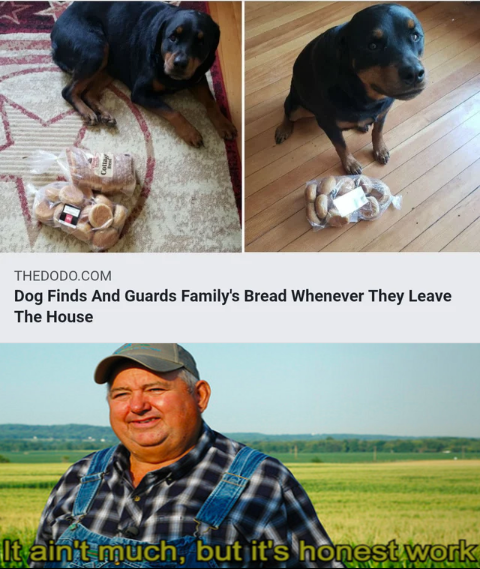 THEDODO.COM
Dog Finds And Guards Family's Bread Whenever They Leave
The House
It ain't much, but it's honest work